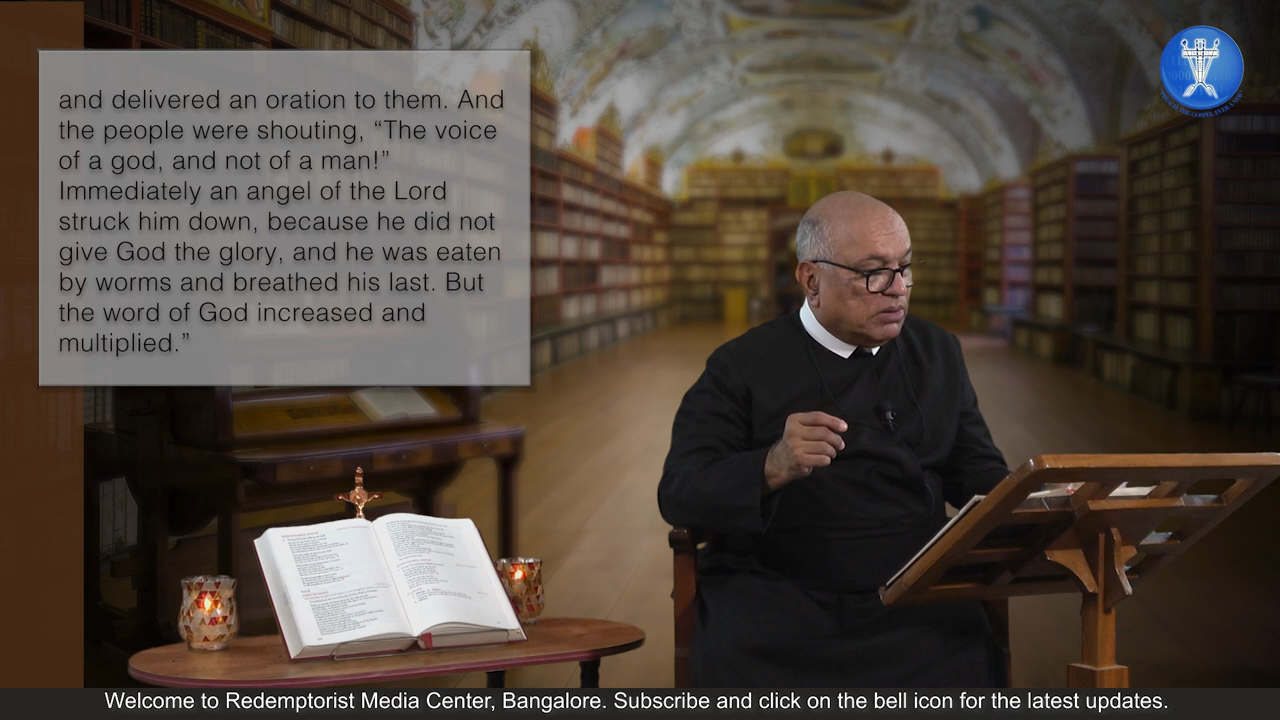 and delivered an oration to them. And
the people were shouting, “The voice
of a god, and not of a man!”
Immediately an angel of the Lord
struck him down, because he did not
give God the glory, and he was eaten
by worms and breathed his last. But
the word of God increased and
multiplied.”
Welcome to Redemptorist Media Center, Bangalore. Subscribe and click on the bell icon for the latest updates.